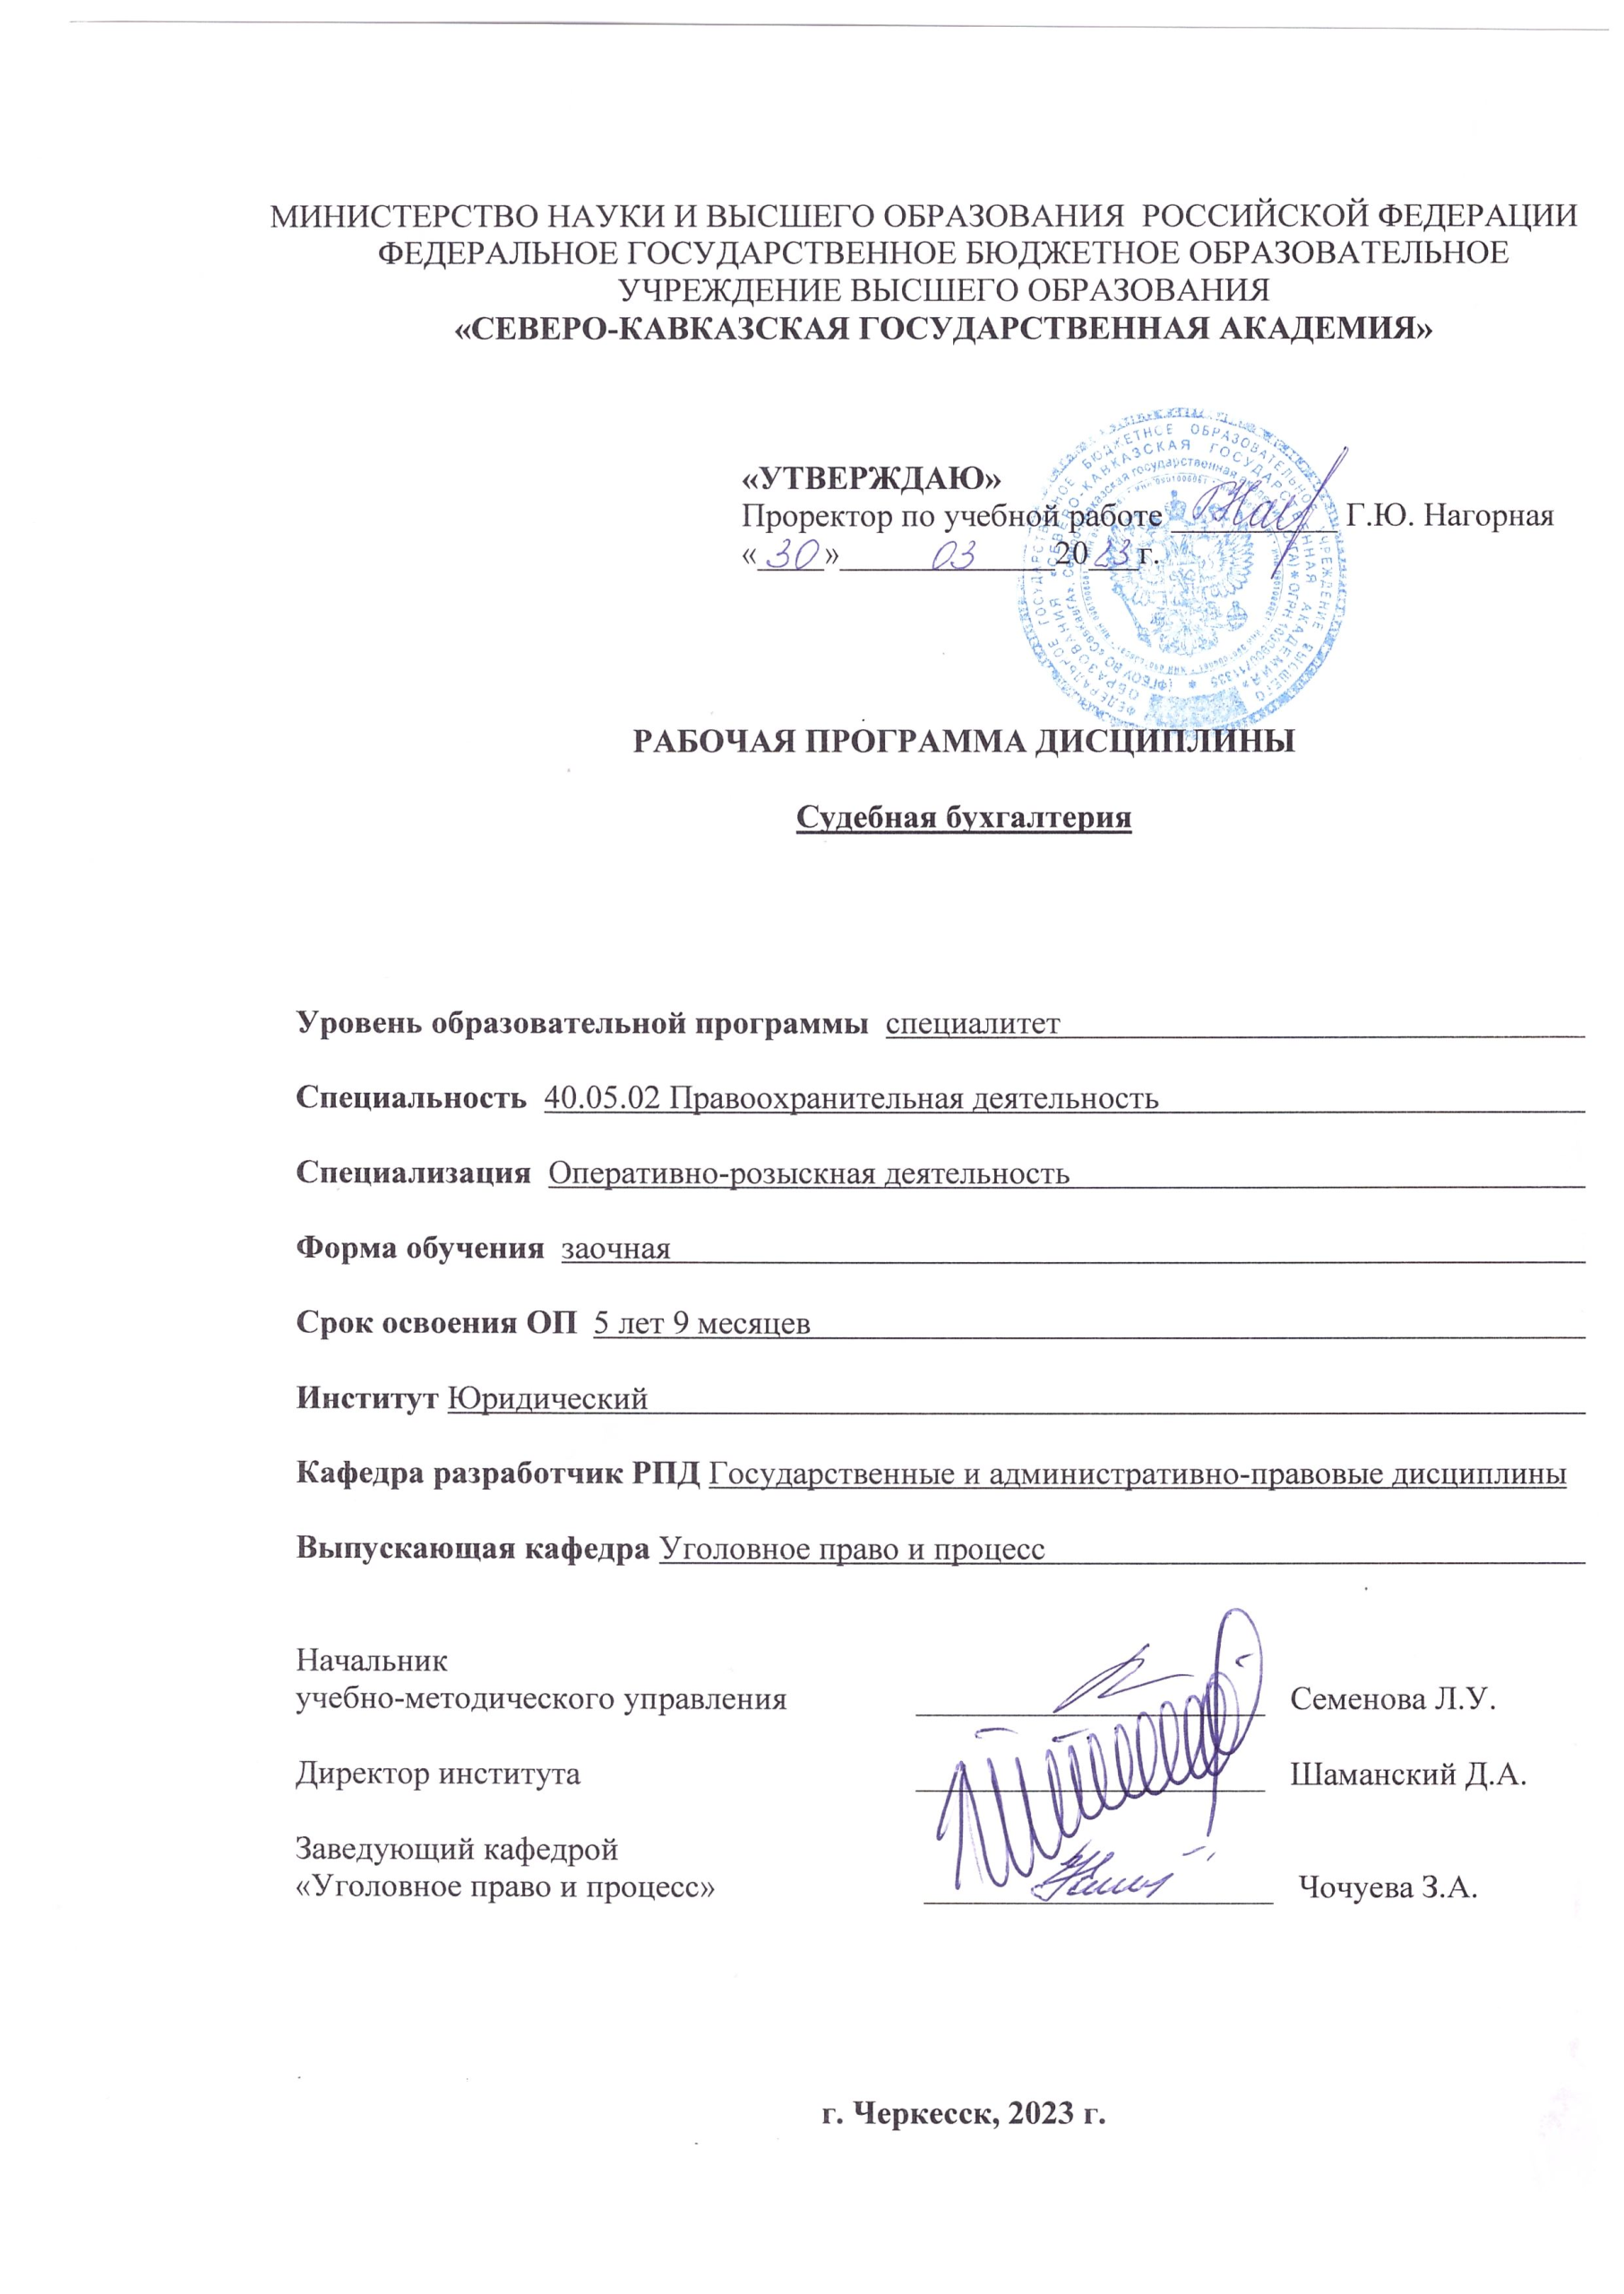 МИНИСТЕРСТВО НАУКИ И ВЫСШЕГО ОБРАЗОВАНИЯ РОССИЙСКОЙ ФЕДЕРАЦИИ
ФЕДЕРАЛЬНОЕ ГОСУДАРСТВЕННОЕ БЮДЖЕТНОЕ ОБРАЗОВАТЕЛЬНОЕ
УЧРЕЖДЕНИЕ ВЫСШЕГО ОБРАЗОВАНИЯ
«СЕВЕРО-КАВКАЗСКАЯ ГОСУДАРСТВЕННАЯ АКАДЕМИЯ»
«УТВЕРЖДАЮ»
Проректор по учебной работе Г.Ю. Нагорная
«30» 03 2023г.
РАБОЧАЯ ПРОГРАММА ДИСЦИПЛИНЫ
Судебная бухгалтерия
Уровень образовательной программы специалитет
Специальность 40.05.02 Правоохранительная деятельность
Специализация Оперативно-розыскная деятельность
Форма обучения заочная
Срок освоения ОП 5 лет 9 месяцев
Институт Юридический
Кафедра разработчик РПД Государственные и административно-правовые дисциплины
Выпускающая кафедра Уголовное право и процесс
Начальник
учебно-методического управления Семенова Л.У.
Директор института Шаманский Д.А.
Заведующий кафедрой
«Уголовное право и процесс» Чочуева З.А.
г. Черкесск, 2023 г.